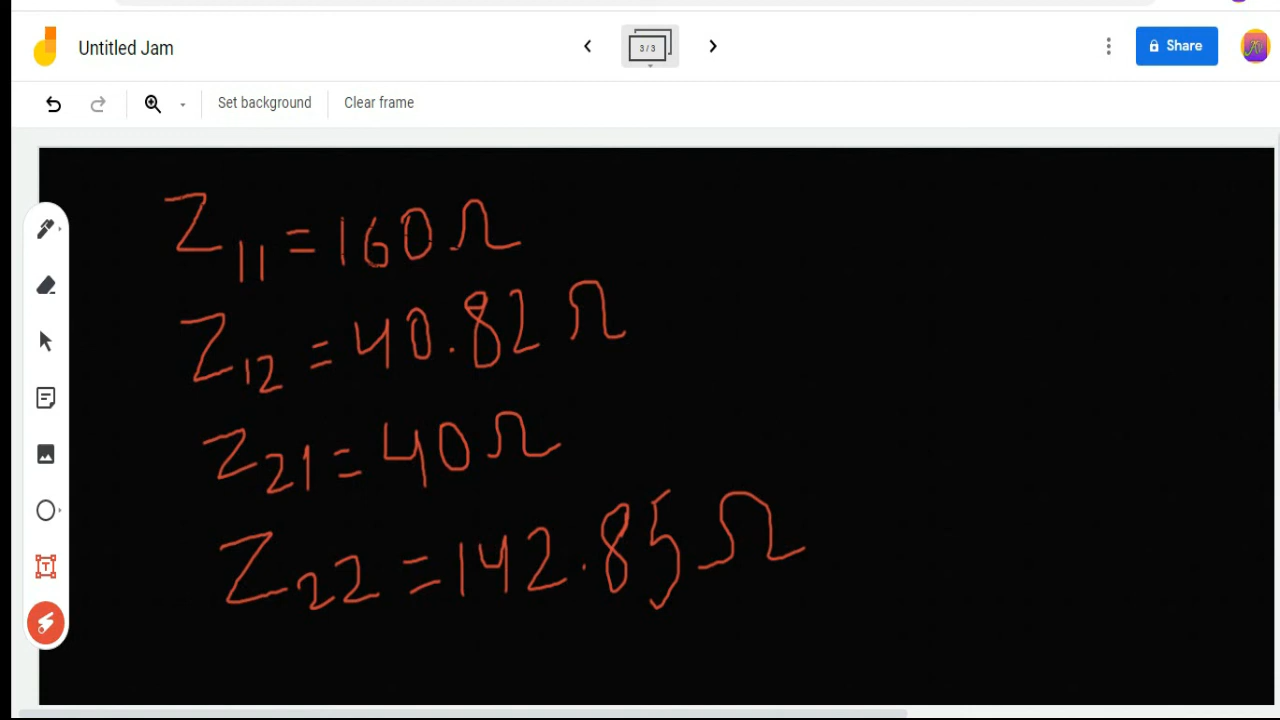 Untitled Jam
3/3
Share
Set background
Clear frame
Z11 = 160 Ω
Z12 = 40.82 Ω
Z21 = 40 Ω
Z22 = 142.85 Ω
T